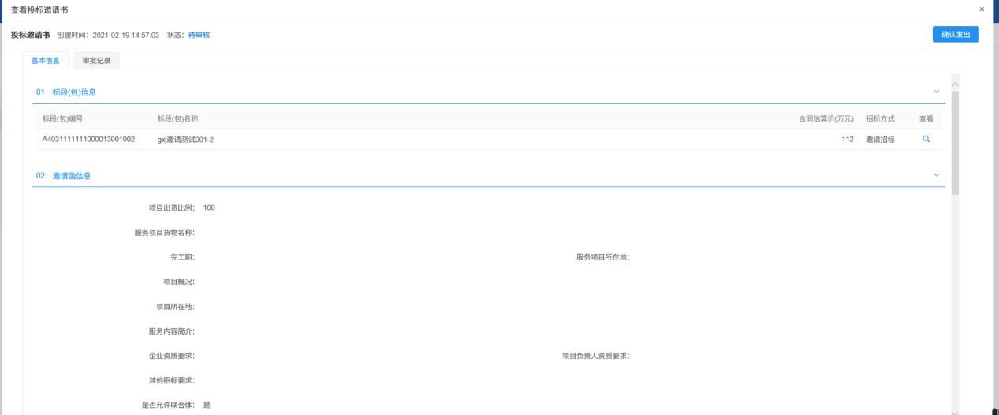 查看投标邀请书 ×
投标邀请书 创建时间：2021-02-19 14:57:03 状态：待审核 确认发出
基本信息 审批记录
01 标段(包)信息
标段(包)编号 标段(包)名称 合同估算价(万元) 招标方式 查看
A4031111111000013001002 gxj邀请测试001-2 112 邀请招标
02 邀请函信息
项目出资比例： 100
服务项目货物名称：
完工期： 服务项目所在地：
项目概况：
项目所在地：
服务内容简介：
企业资质要求： 项目负责人资质要求：
其他招标要求：
是否允许联合体： 是